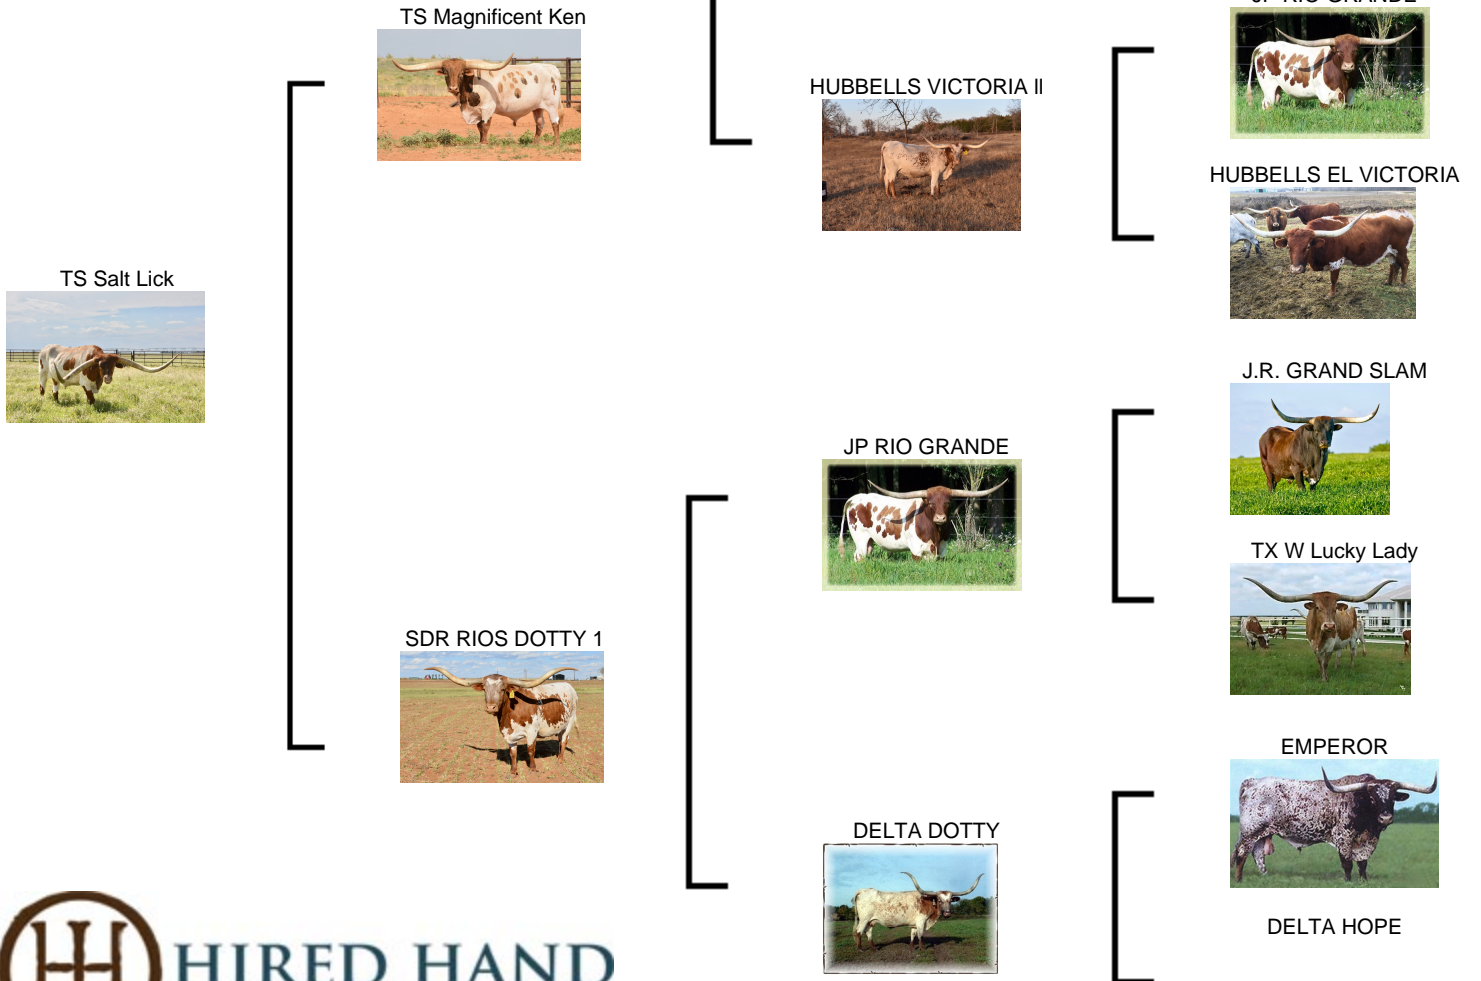 TS Magnificent Ken
HUBBELLS VICTORIA II
HUBBELLS EL VICTORIA
TS Salt Lick
J.R. GRAND SLAM
JP RIO GRANDE
TX W Lucky Lady
SDR RIOS DOTTY 1
EMPEROR
DELTA DOTTY
DELTA HOPE
HIRED HAND